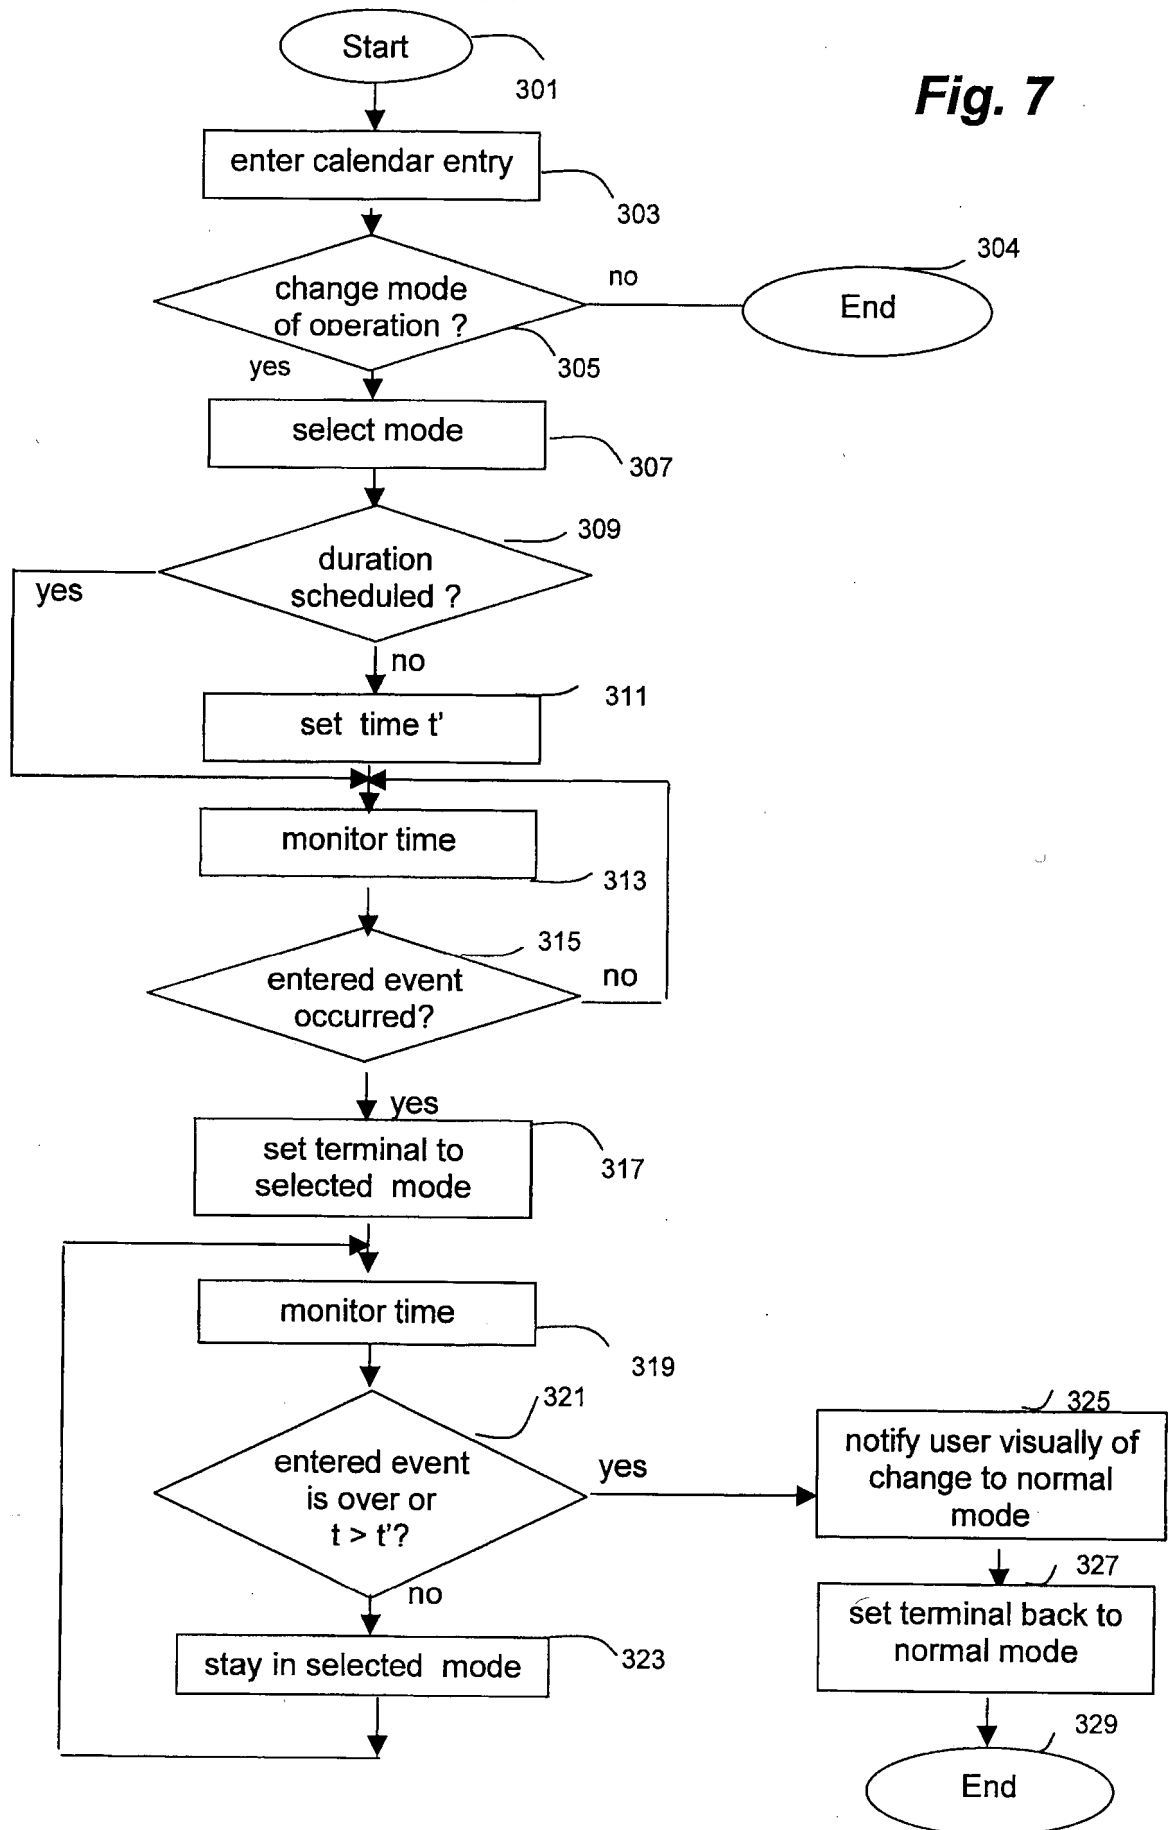 Start
301
Fig. 7
enter calendar entry
303
304
no
End
change mode
of operation ?
yes
305
select mode
307
309
duration
scheduled ?
yes
no
311
set time t'
monitor time
313
315
entered event
occurred?
no
yes
set terminal to
selected mode
317
monitor time
319
321
entered event
is over or
t > t'?
yes
no
325
notify user visually of
change to normal
mode
327
set terminal back to
normal mode
stay in selected mode
323
329
End